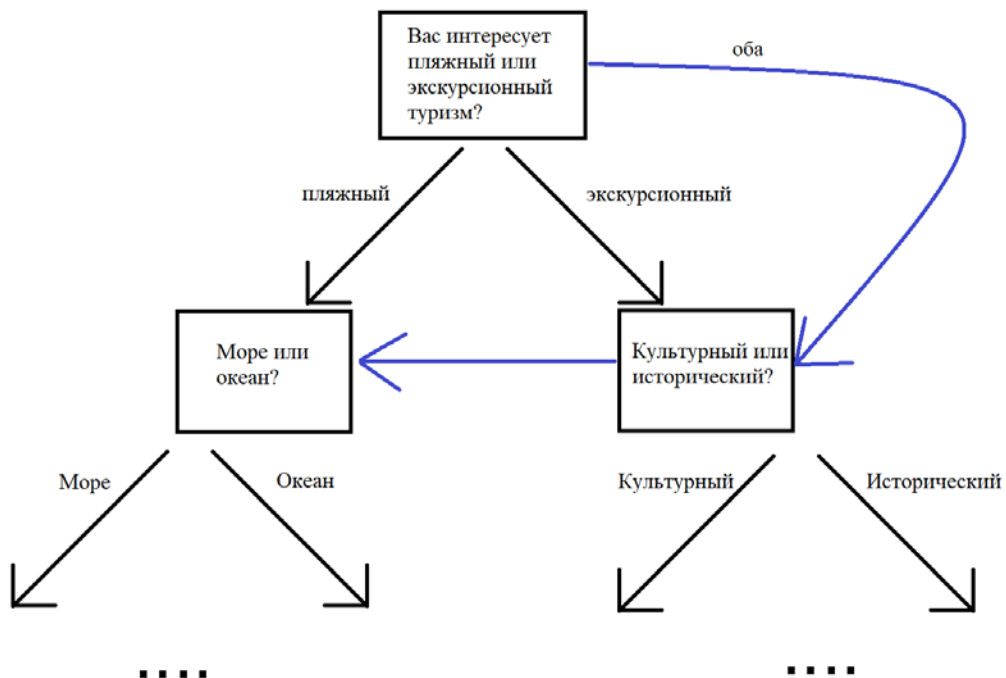 Вас интересует
пляжный или
экскурсионный
туризм?
оба
пляжный
экскурсионный
Море или
океан?
Культурный или
исторический?
Море
Океан
Культурный
Исторический
....
....